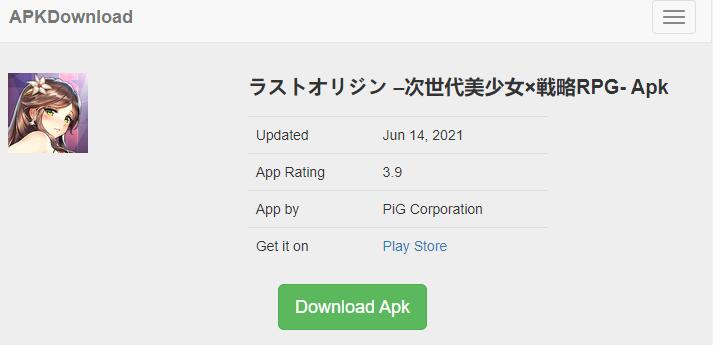 APKDownload
ラストオリジン –次世代美少女×戦略RPG- Apk
Updated Jun 14, 2021
App Rating 3.9
App by PiG Corporation
Get it on Play Store
Download Apk